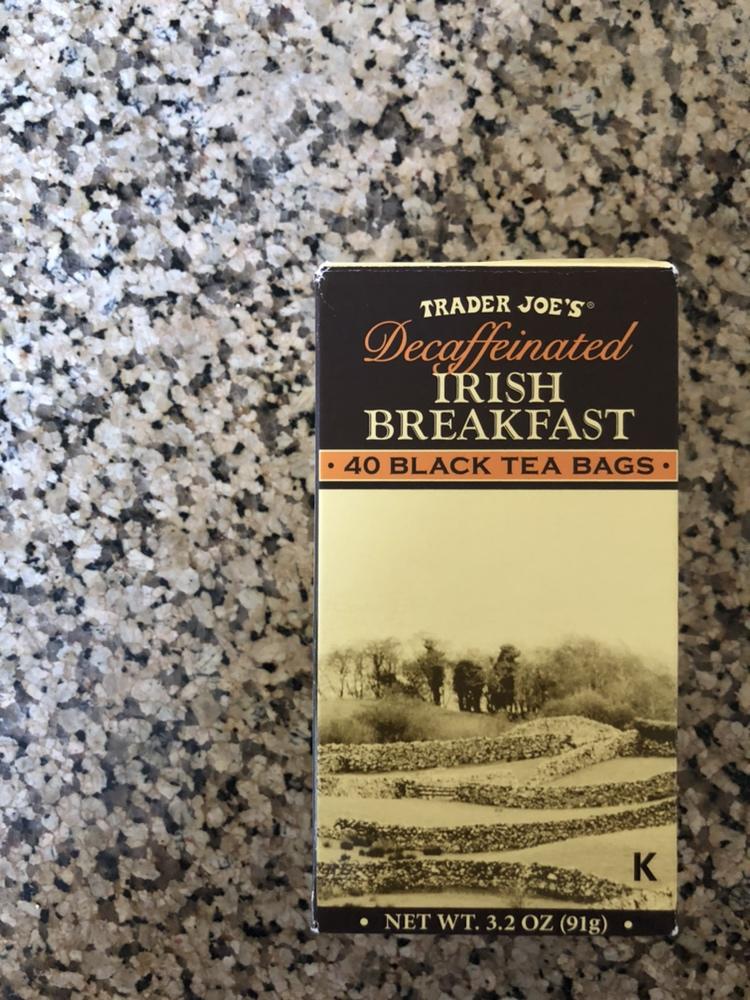 TRADER JOE'S®
Decaffeinated
IRISH
BREAKFAST
• 40 BLACK TEA BAGS •
K
• NET WT. 3.2 OZ (91g) •